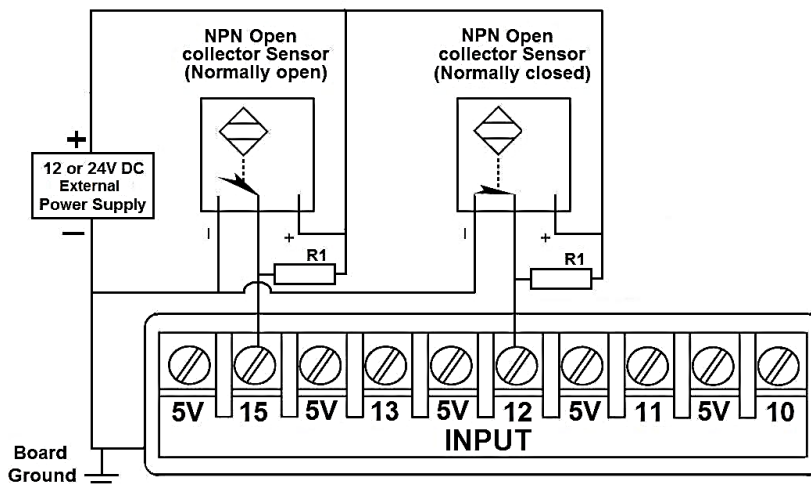 NPN Open
collector Sensor
(Normally open)
NPN Open
collector Sensor
(Normally closed)
+
12 or 24V DC
External
Power Supply
−
I
+
R1
I
+
R1
5V 15 5V 13 5V 12 5V 11 5V 10
INPUT
Board
Ground